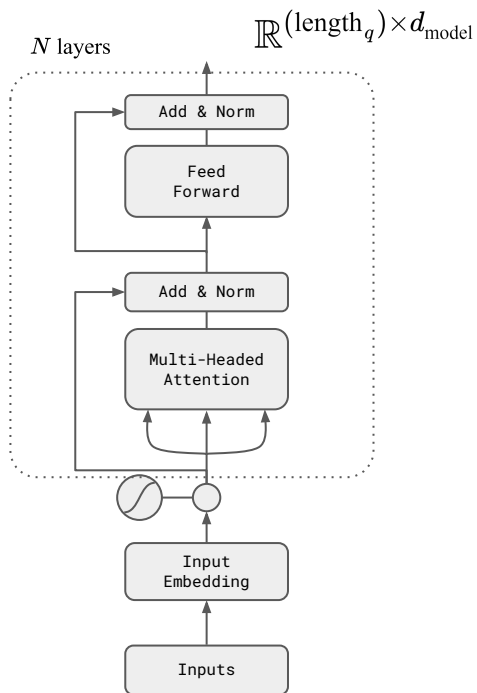 ℝ^(length_q)×d_model
N layers
Add & Norm
Feed
Forward
Add & Norm
Multi-Headed
Attention
Input
Embedding
Inputs